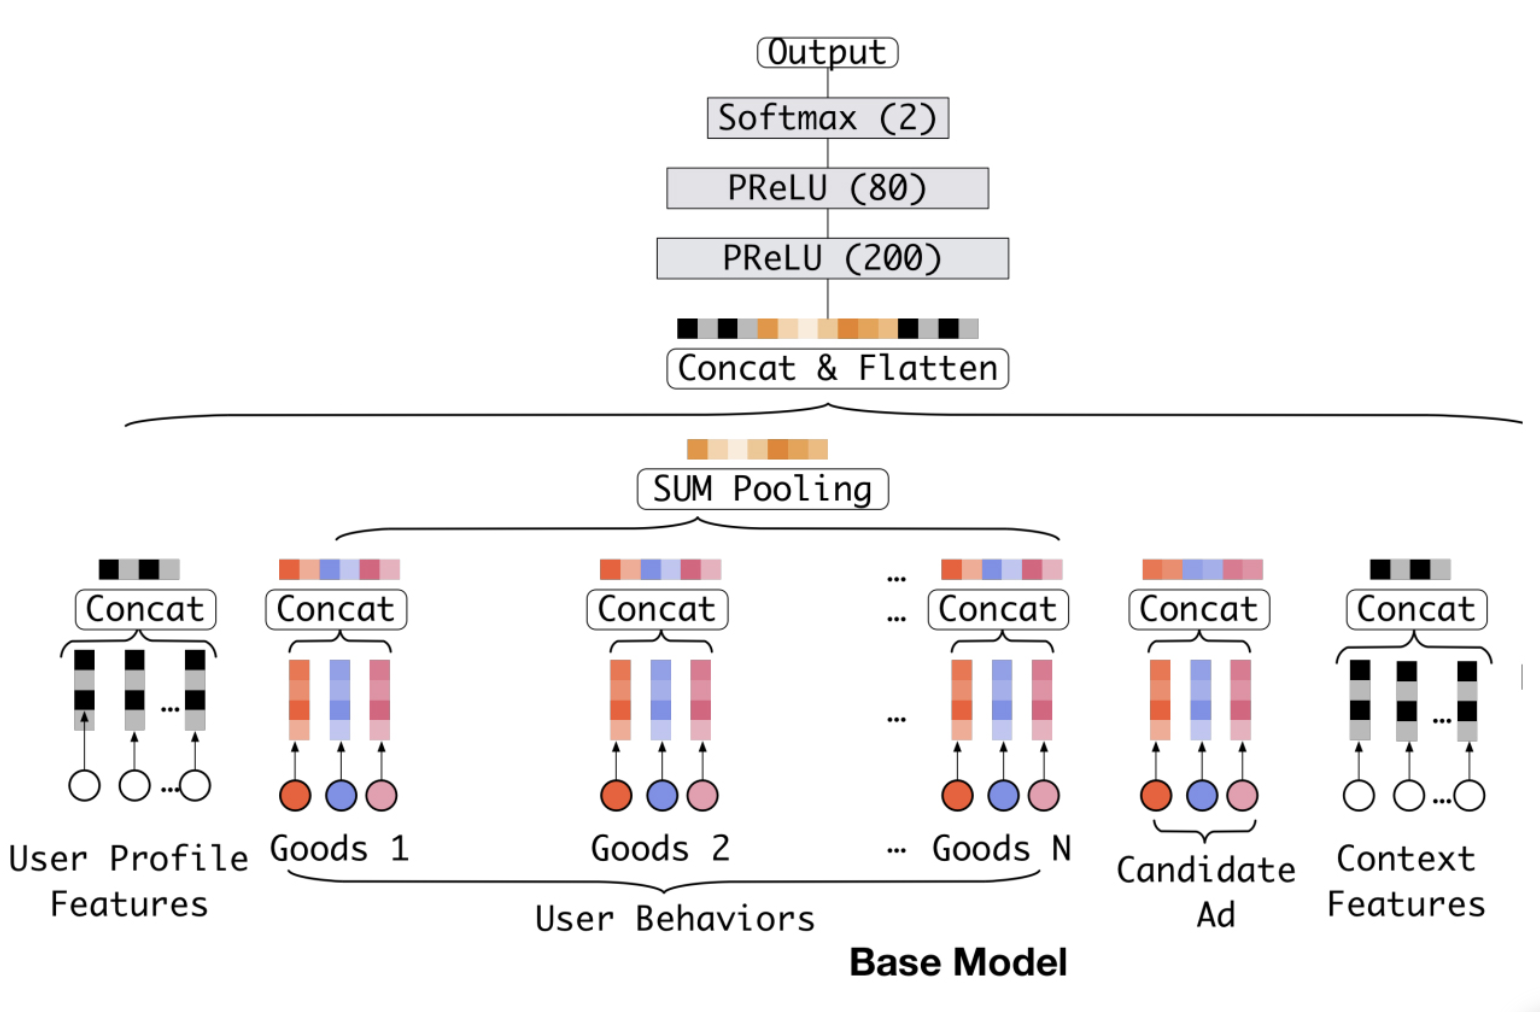 Output
Softmax (2)
PReLU (80)
PReLU (200)
Concat & Flatten
SUM Pooling
... 
Concat
Concat
Concat
...
Concat
Concat
Concat
...
...
...
...
...
User Profile
Features
Goods 1
Goods 2
...
Goods N
Candidate
Ad
Context
Features
User Behaviors
Base Model